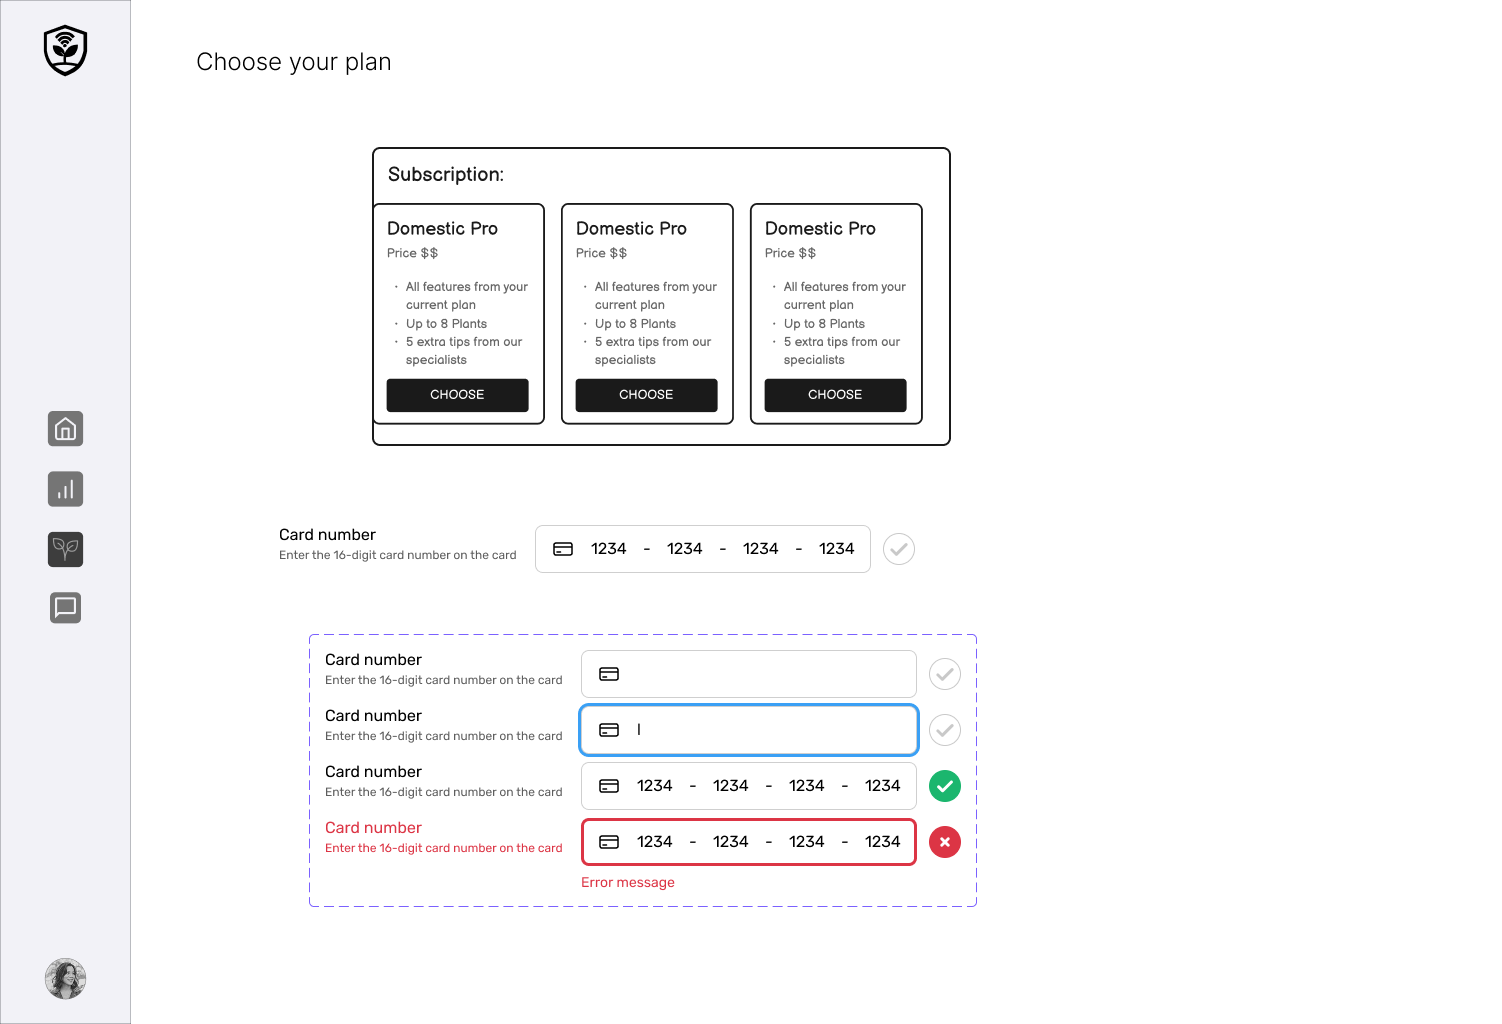 Choose your plan
Subscription:
Domestic Pro
Price $$
· All features from your
current plan
· Up to 8 Plants
· 5 extra tips from our
specialists
CHOOSE
Domestic Pro
Price $$
· All features from your
current plan
· Up to 8 Plants
· 5 extra tips from our
specialists
CHOOSE
Domestic Pro
Price $$
· All features from your
current plan
· Up to 8 Plants
· 5 extra tips from our
specialists
CHOOSE
Card number
Enter the 16-digit card number on the card
1234 - 1234 - 1234 - 1234
Card number
Enter the 16-digit card number on the card
Card number
Enter the 16-digit card number on the card
Card number
Enter the 16-digit card number on the card
1234 - 1234 - 1234 - 1234
Card number
Enter the 16-digit card number on the card
1234 - 1234 - 1234 - 1234
Error message